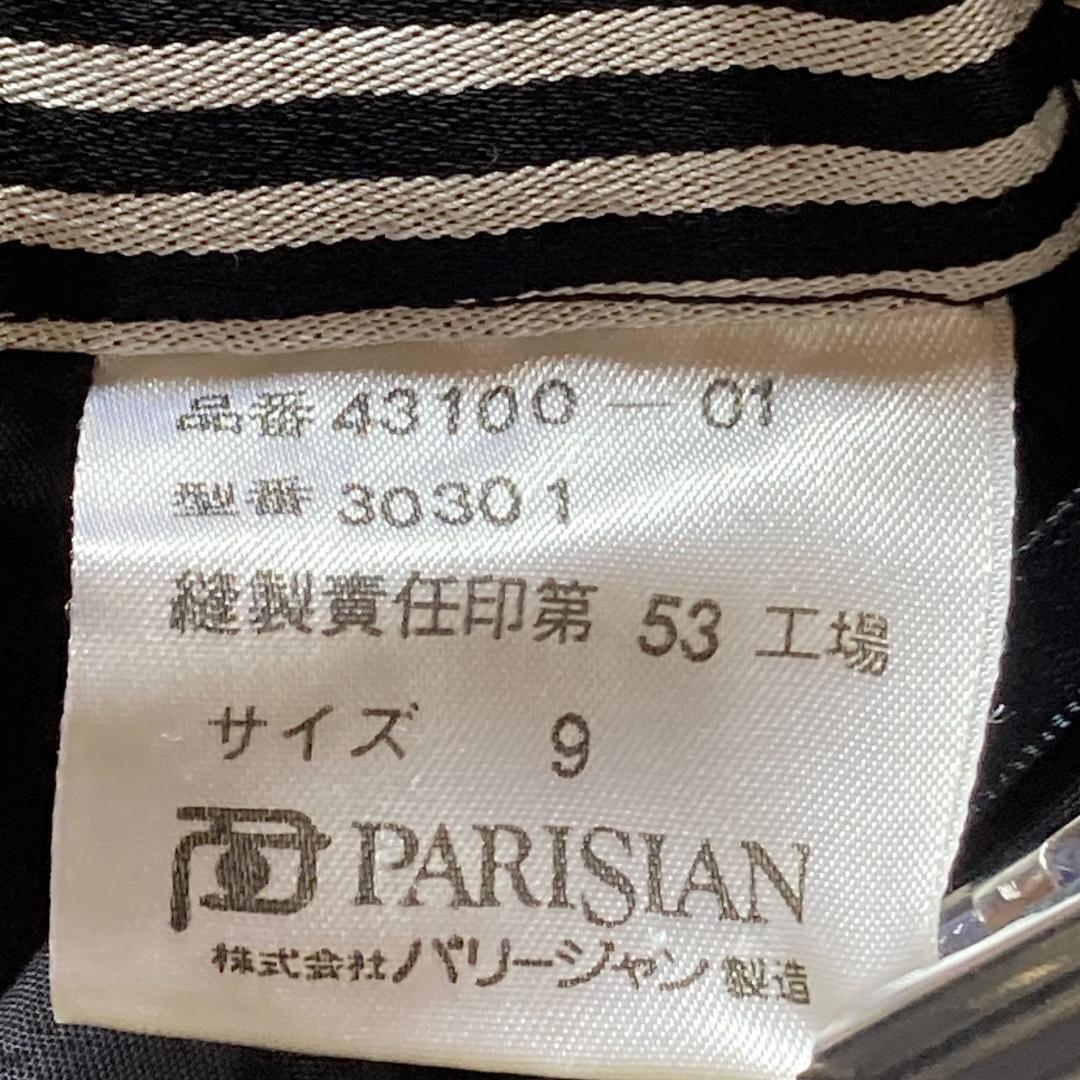 品番 43100-01
型番 30301
縫製責任印第 53 工場
サイズ 9
PARISIAN
株式会社パリージャン製造